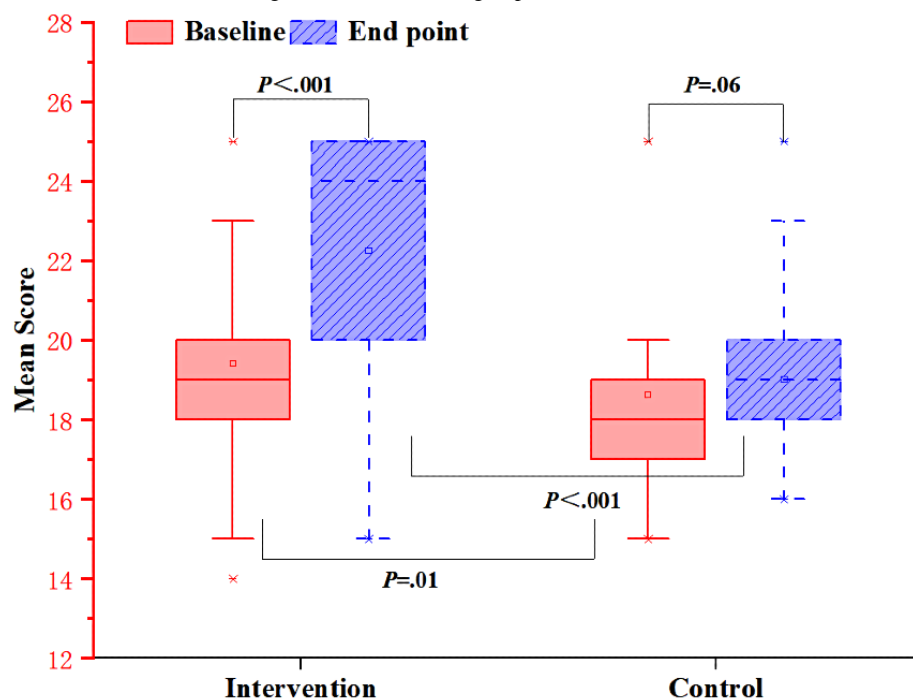 28
26
24
22
20
18
16
14
12
Mean Score
Baseline End point
P<.001
P=.06
P<.001
P=.01
Intervention Control